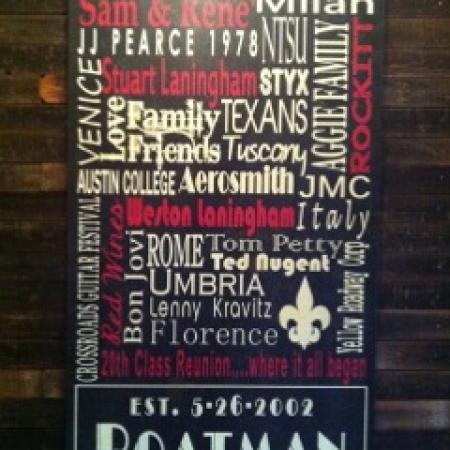 Sam & Rene
Milan
JJ PEARCE 1978
NTSU
AGGIE FAMILY
ROCKITT
VENICE
Stuart Laningham
STYX
Love
Family
TEXANS
Friends
Tuscany
AUSTIN COLLEGE
Aerosmith
JMC
CROSSROADS GUITAR FESTIVAL
Red Wines
Weston Laningham
Italy
Bon Jovi
ROME
Tom Petty
Ted Nugent
UMBRIA
Lenny Kravitz
Florence
Yellow Roadway Corp
20th Class Reunion....where it all began
EST. 5-26-2002
BOATMAN